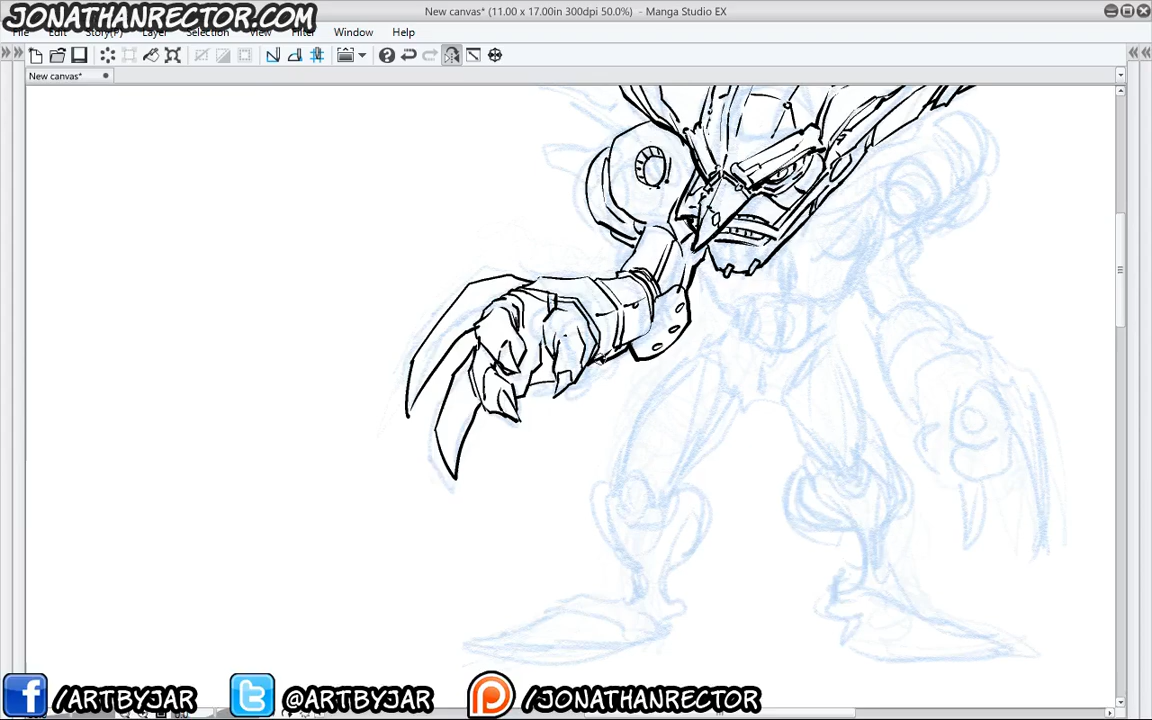 JONATHANRECTOR.COM
New canvas* (11.00 x 17.00in 300dpi 50.0%) - Manga Studio EX
File Edit Story(P) Layer Selection View Filter Window Help
New canvas*
/ARTBYJAR @ARTBYJAR /JONATHANRECTOR